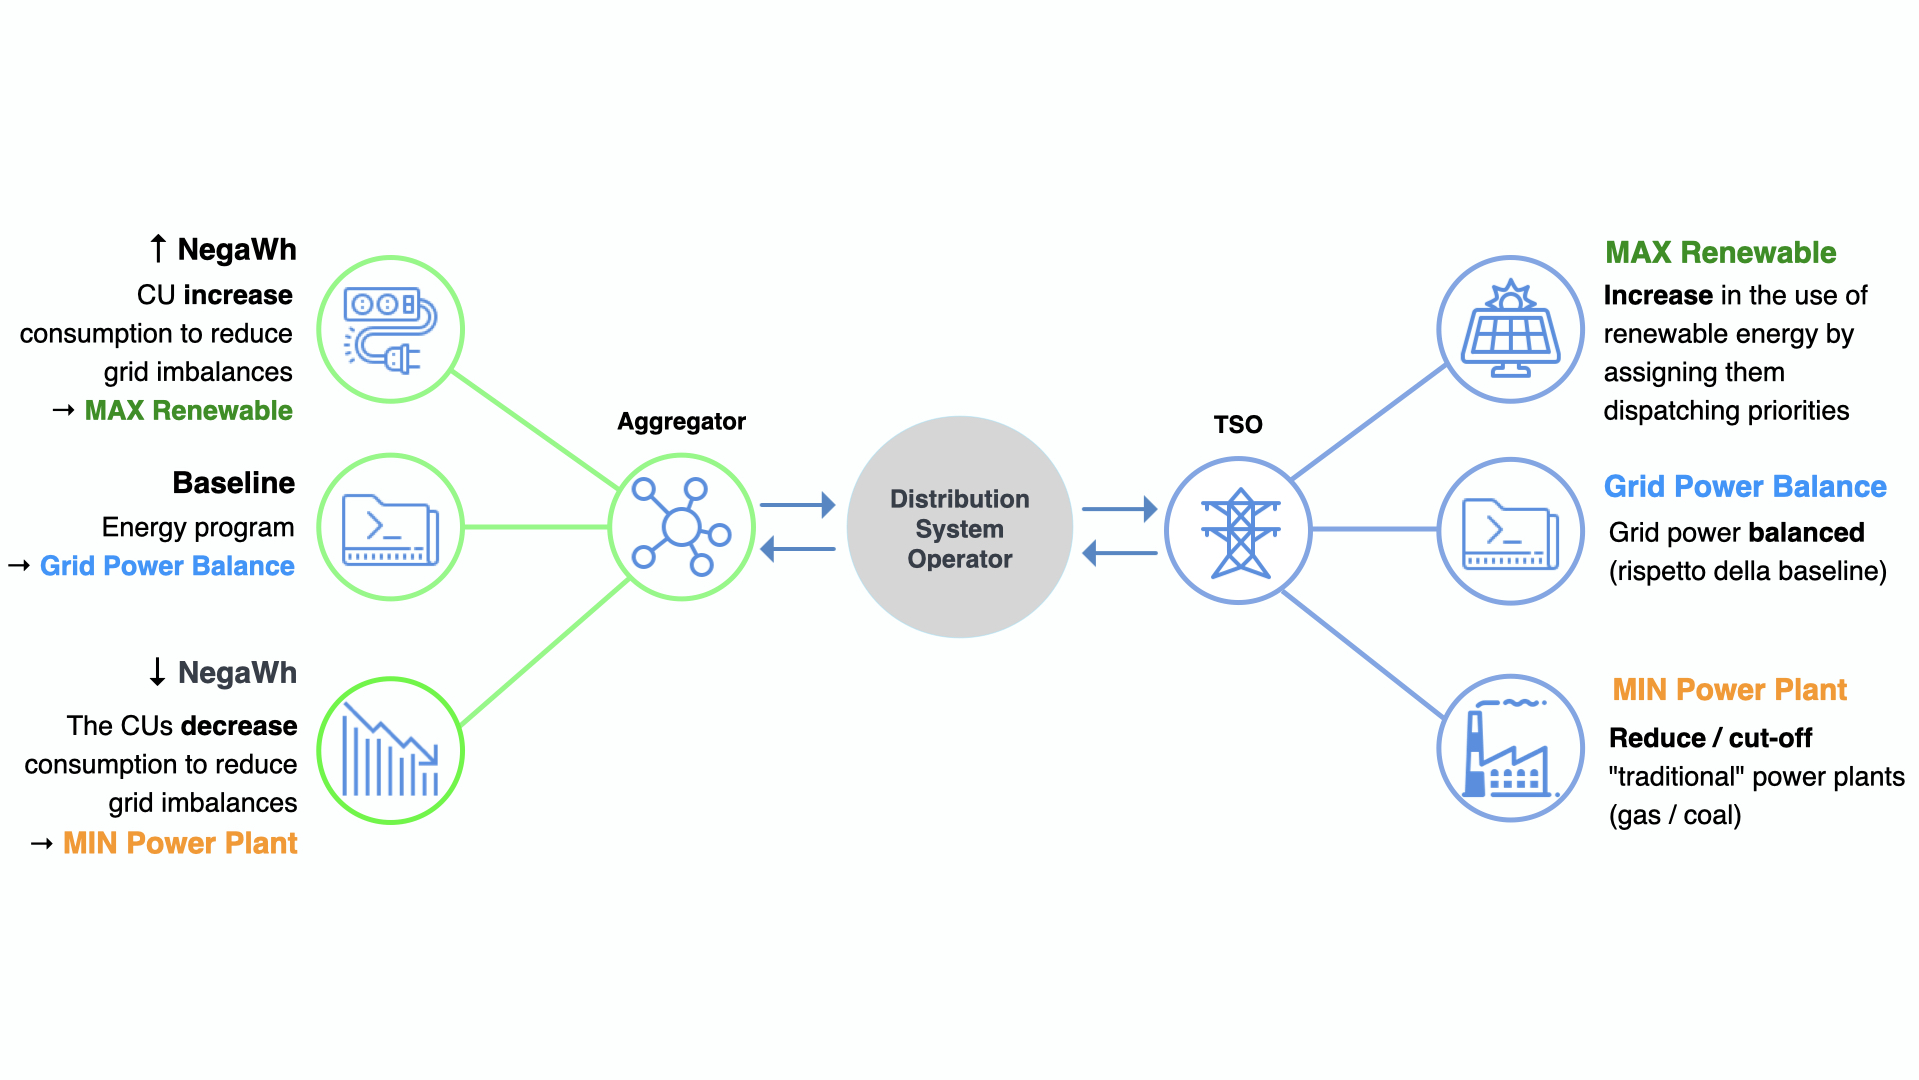 ↑ NegaWh
CU increase
consumption to reduce
grid imbalances
→ MAX Renewable
Baseline
Energy program
→ Grid Power Balance
↓ NegaWh
The CUs decrease
consumption to reduce
grid imbalances
→ MIN Power Plant
Aggregator
Distribution
System
Operator
TSO
MAX Renewable
Increase in the use of
renewable energy by
assigning them
dispatching priorities
Grid Power Balance
Grid power balanced
(rispetto della baseline)
MIN Power Plant
Reduce / cut-off
"traditional" power plants
(gas / coal)